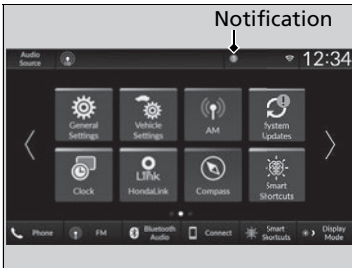 Notification
Audio Source
12:34
General Settings
Vehicle Settings
AM
System Updates
Clock
Link
HondaLink
Compass
Smart Shortcuts
Phone
FM
Bluetooth Audio
Connect
Smart Shortcuts
Display Mode